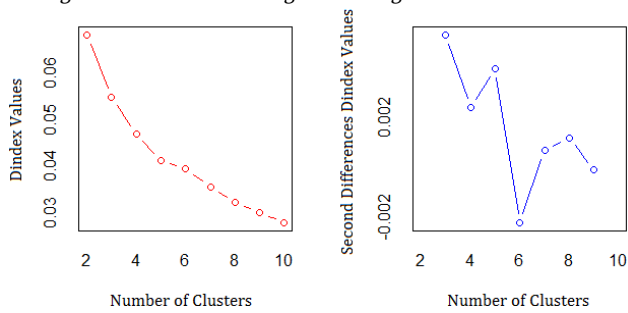 Dindex Values
0.03 0.04 0.05 0.06
2 4 6 8 10
Number of Clusters
Second Differences Dindex Values
-0.002 0.002
2 4 6 8 10
Number of Clusters